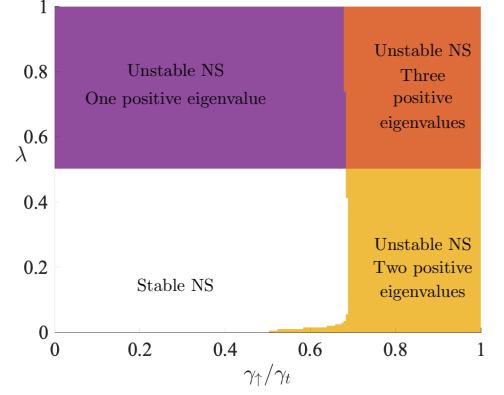 1
0.8
0.6
0.4
0.2
0
λ
Unstable NS
One positive eigenvalue
Unstable NS
Three
positive
eigenvalues
Stable NS
Unstable NS
Two positive
eigenvalues
0
0.2
0.4
0.6
0.8
1
γ↑/γt